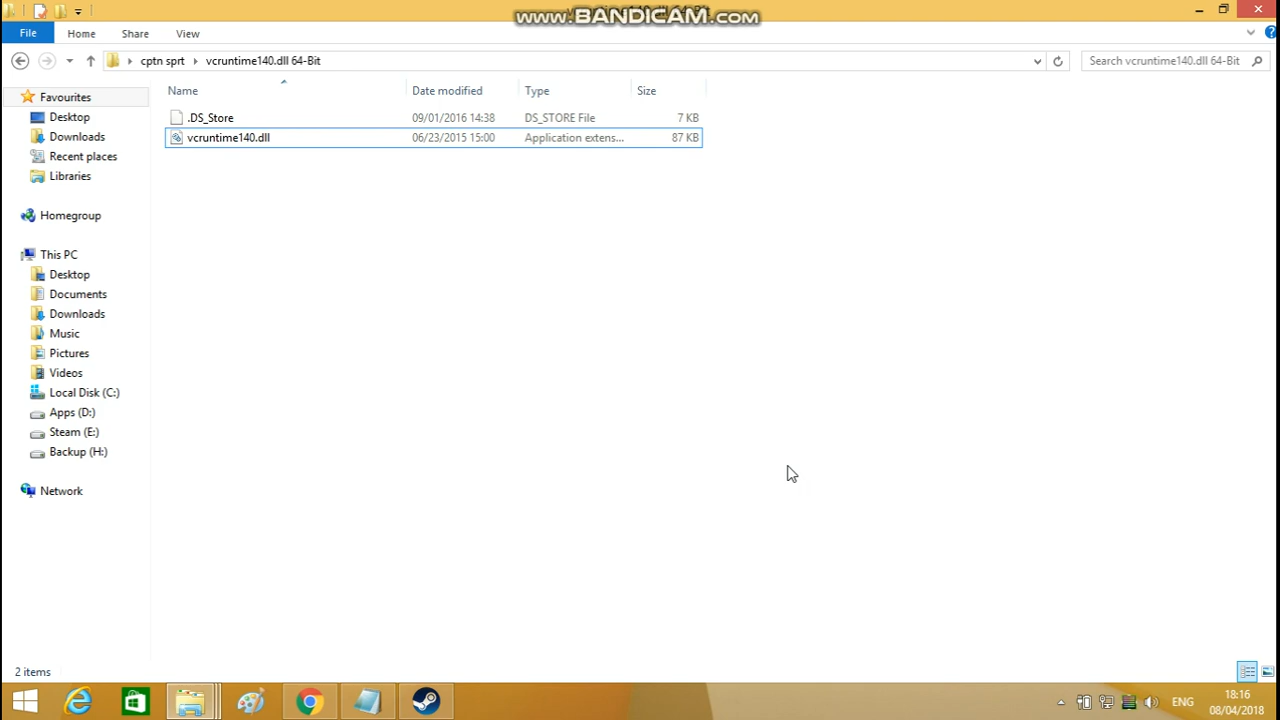 www.BANDICAM.com
File Home Share View
cptn sprt vcruntime140.dll 64-Bit Search vcruntime140.dll 64-Bit
Name Date modified Type Size
.DS_Store 09/01/2016 14:38 DS_STORE File 7 KB
vcruntime140.dll 06/23/2015 15:00 Application extens... 87 KB
Favourites
Desktop
Downloads
Recent places
Libraries
Homegroup
This PC
Desktop
Documents
Downloads
Music
Pictures
Videos
Local Disk (C:)
Apps (D:)
Steam (E:)
Backup (H:)
Network
2 items
ENG 18:16
08/04/2018